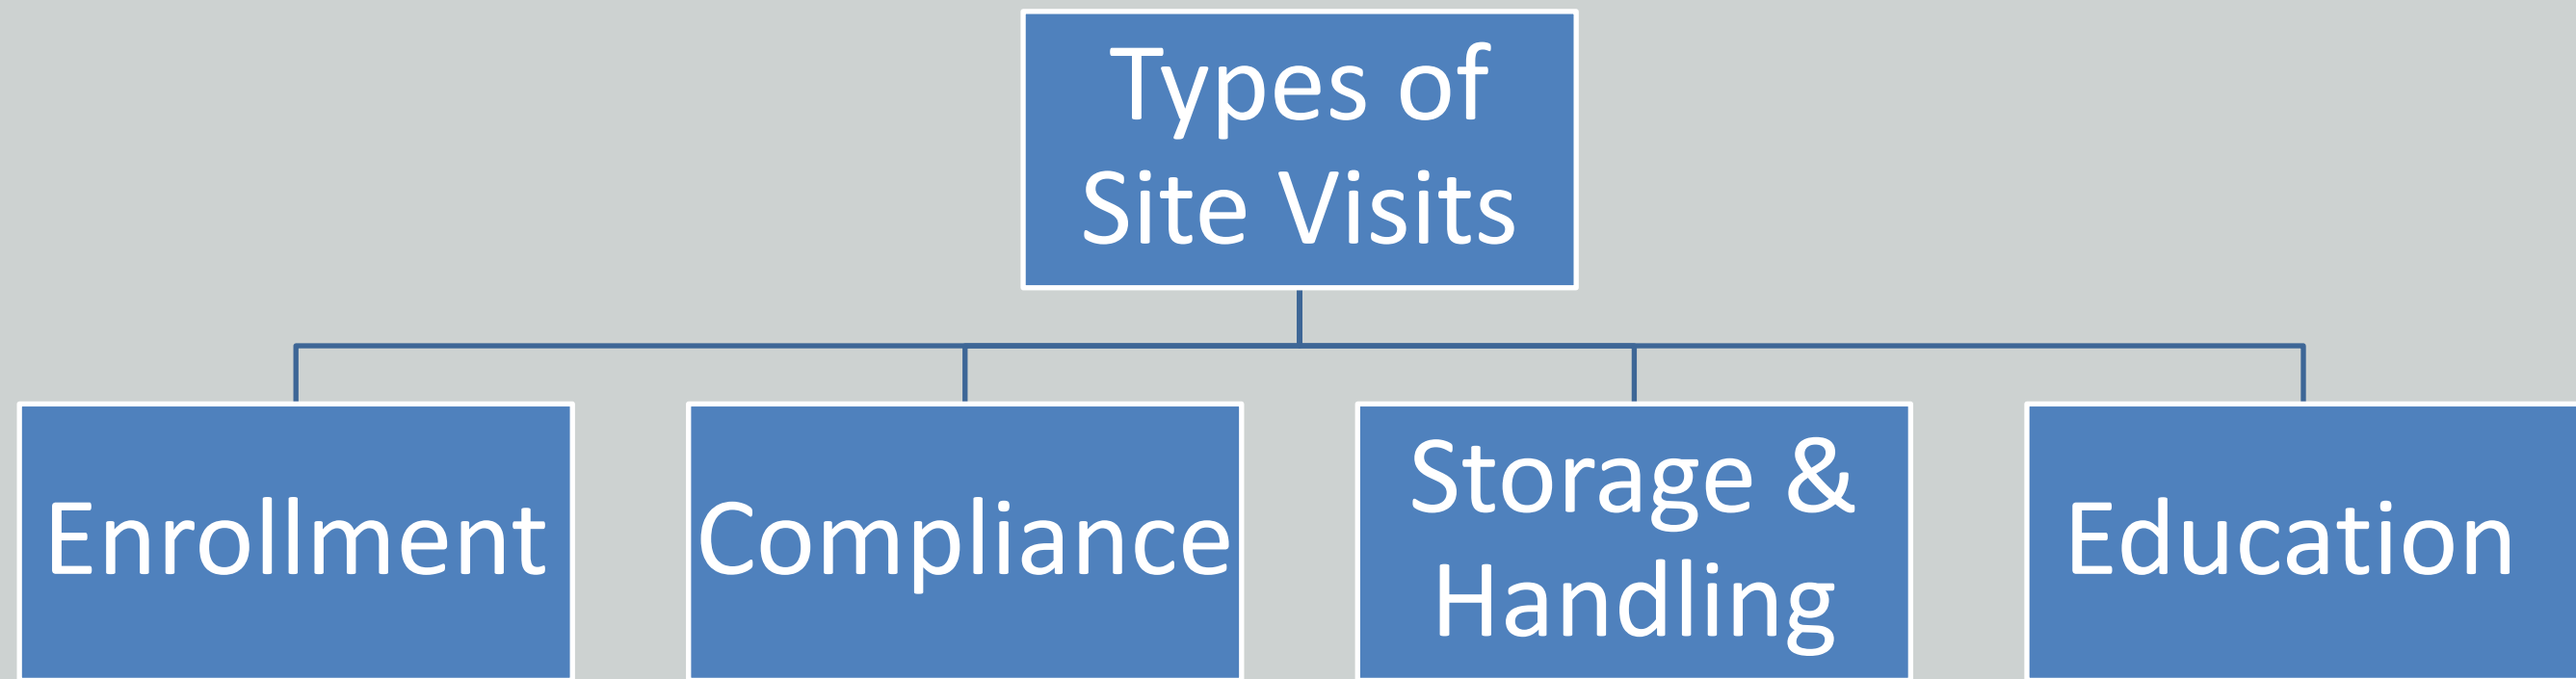 Types of
Site Visits
Enrollment
Compliance
Storage &
Handling
Education